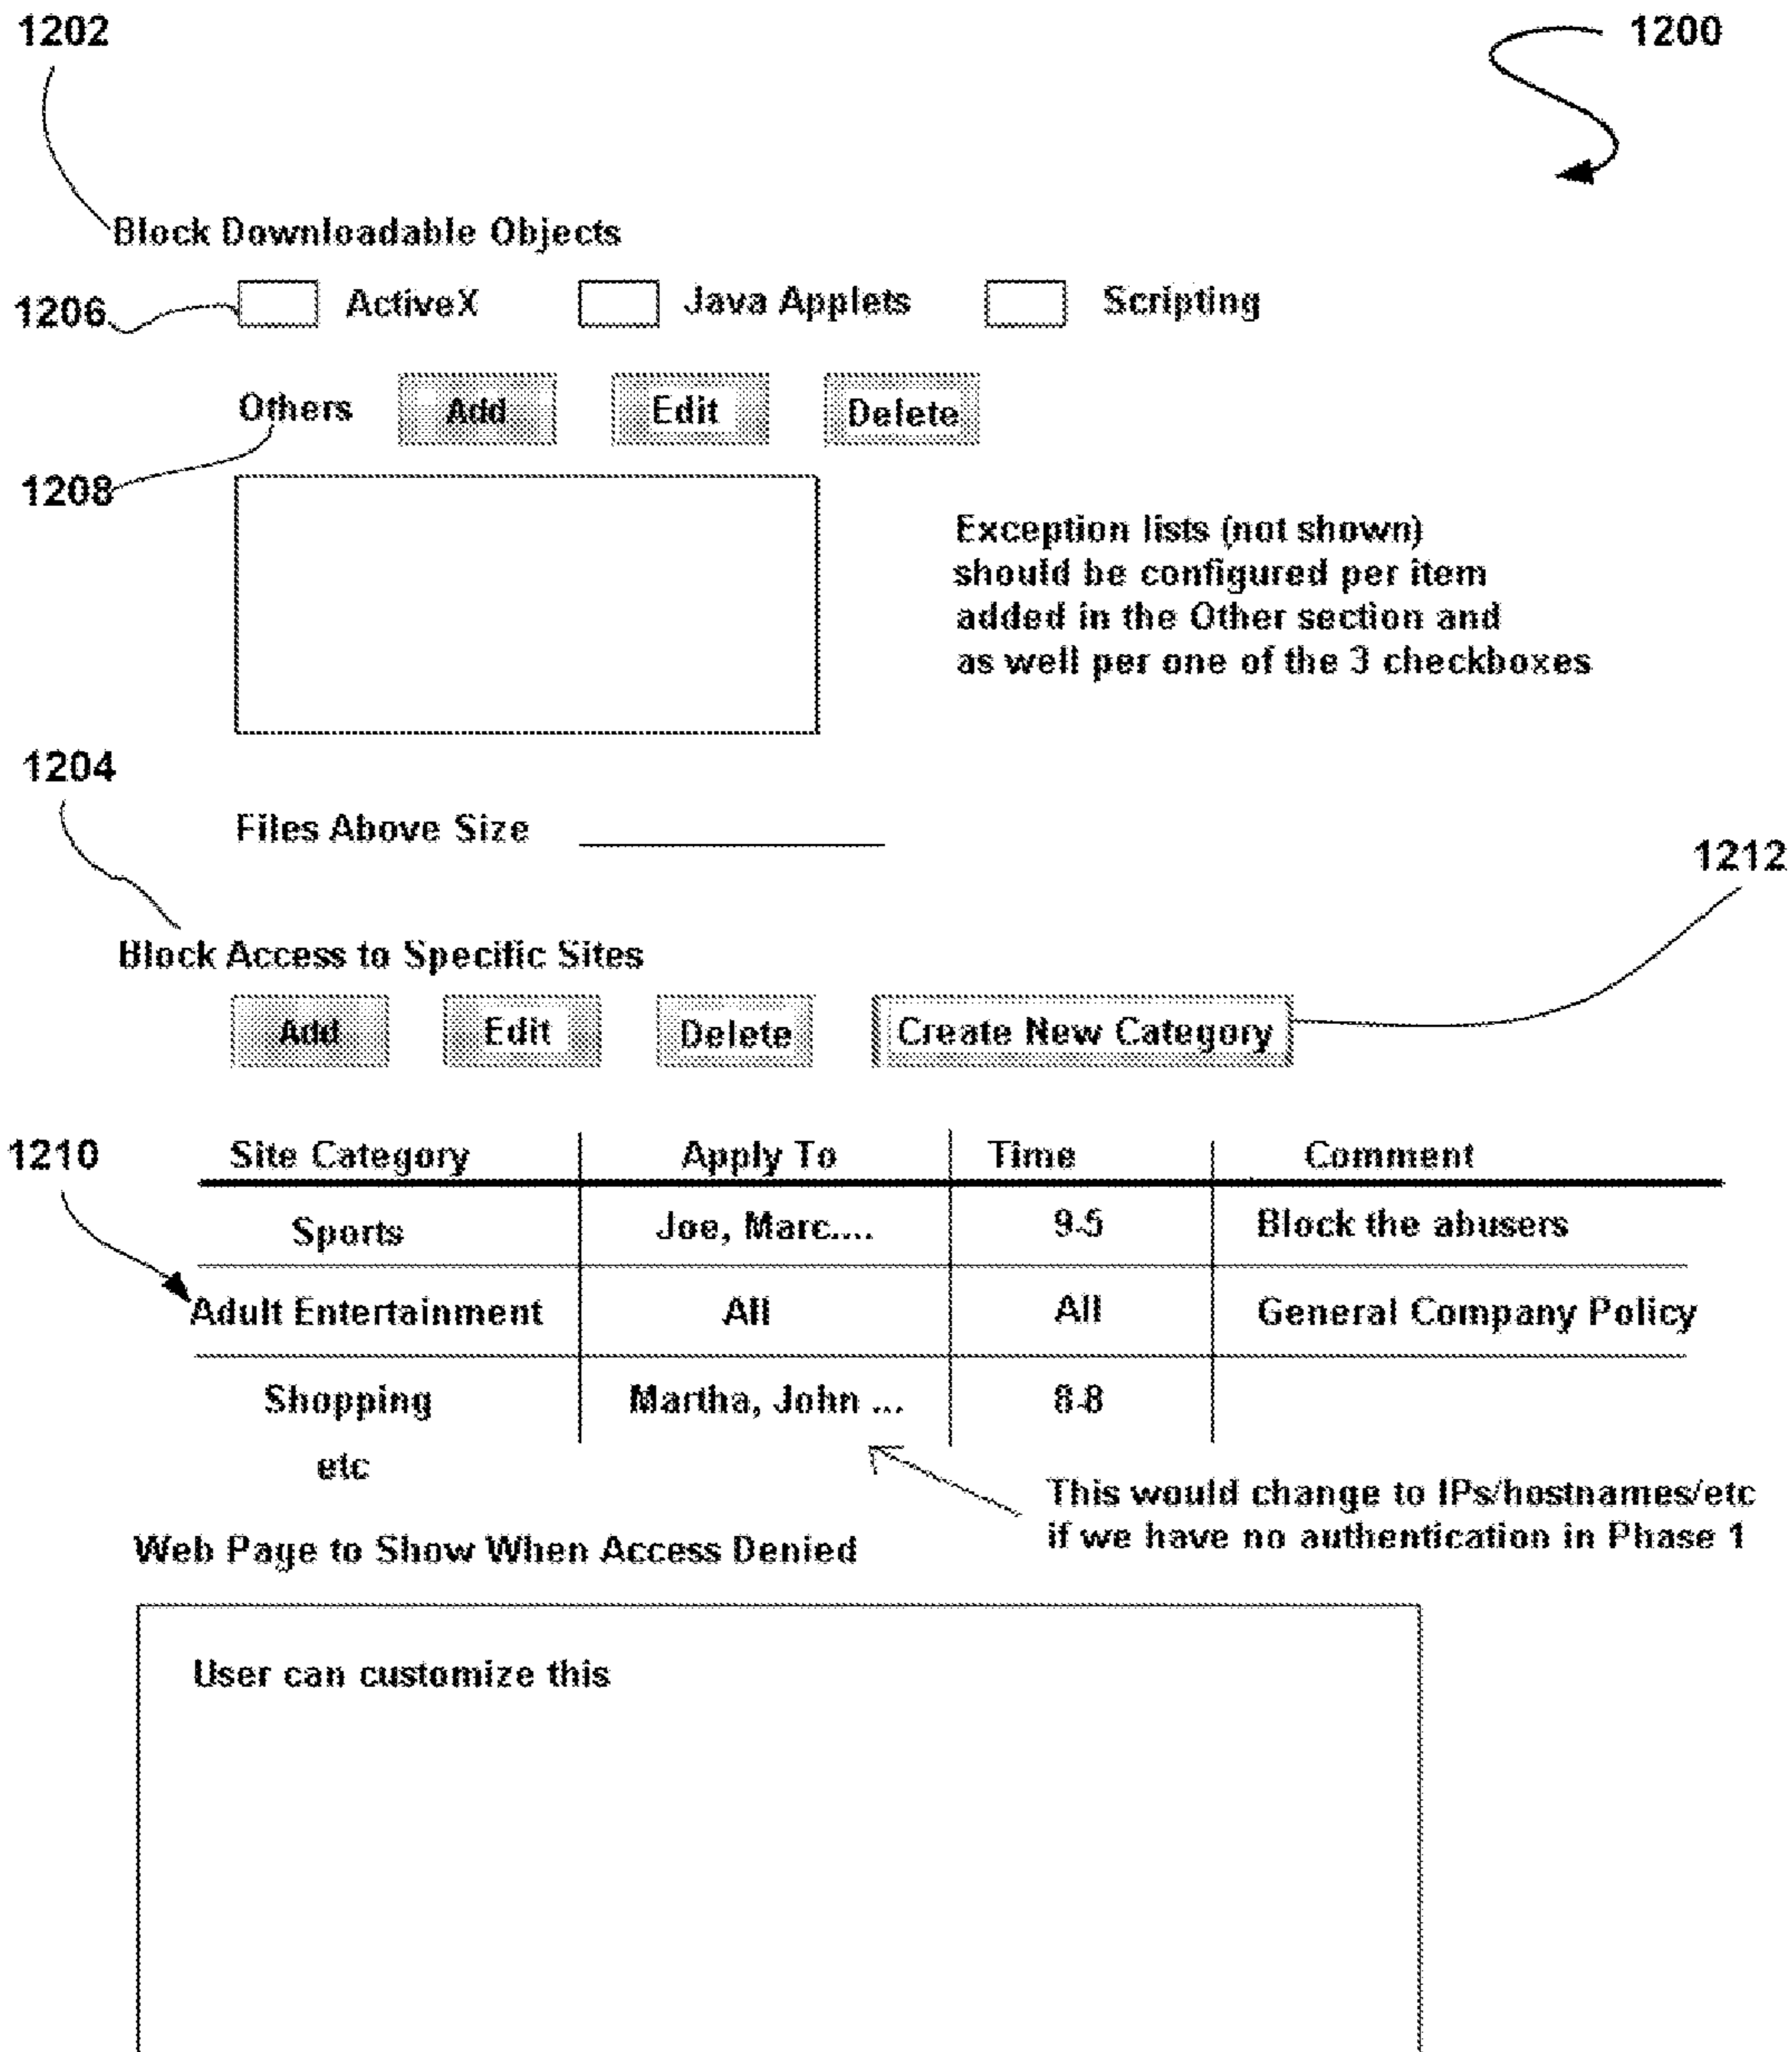 1202
1200
Block Downloadable Objects
1206
ActiveX
Java Applets
Scripting
Others
Add
Edit
Delete
1208
Exception lists (not shown)
should be configured per item
added in the Other section and
as well per one of the 3 checkboxes
1204
Files Above Size
1212
Block Access to Specific Sites
Add
Edit
Delete
Create New Category
1210
Site Category
Apply To
Time
Comment
Sports
Joe, Marc....
9-5
Block the abusers
Adult Entertainment
All
All
General Company Policy
Shopping
Martha, John ...
8-8
etc
This would change to IPs/hostnames/etc
if we have no authentication in Phase 1
Web Page to Show When Access Denied
User can customize this